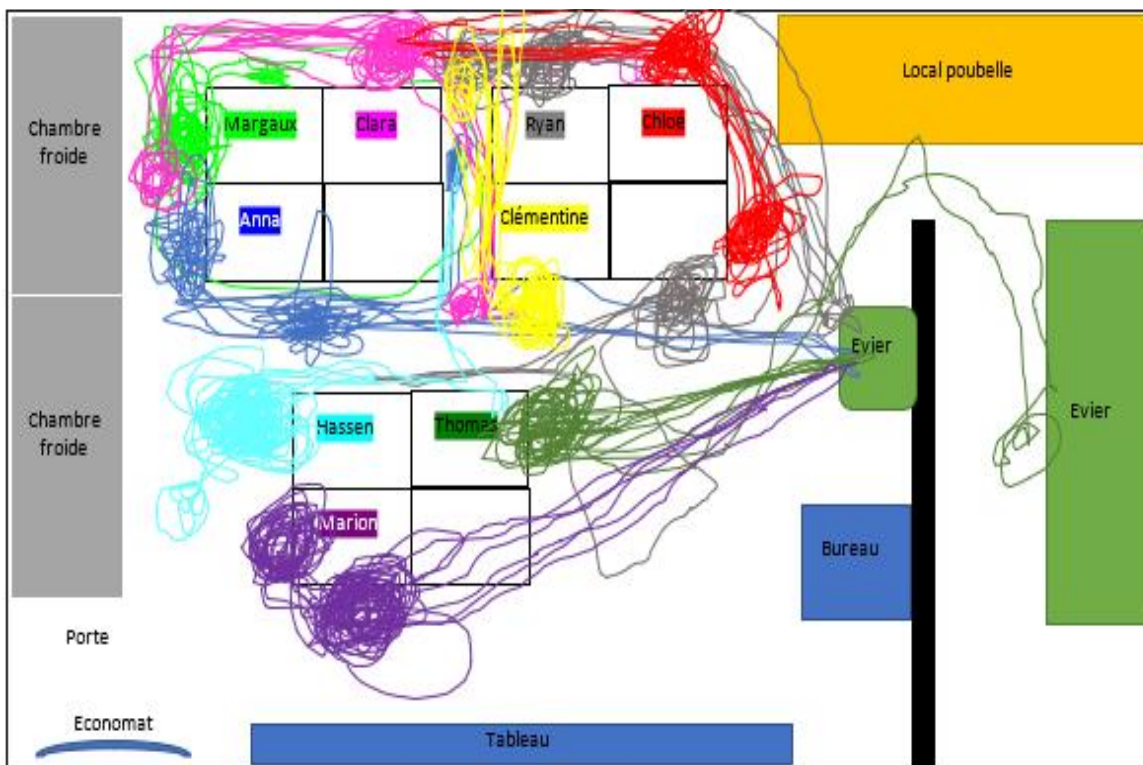 Local poubelle
Chambre
froide
Margaux
Clara
Ryan
Chloé
Anna
Clémentine
Evier
Chambre
froide
Hassen
Thomas
Evier
Marion
Bureau
Porte
Economat
Tableau